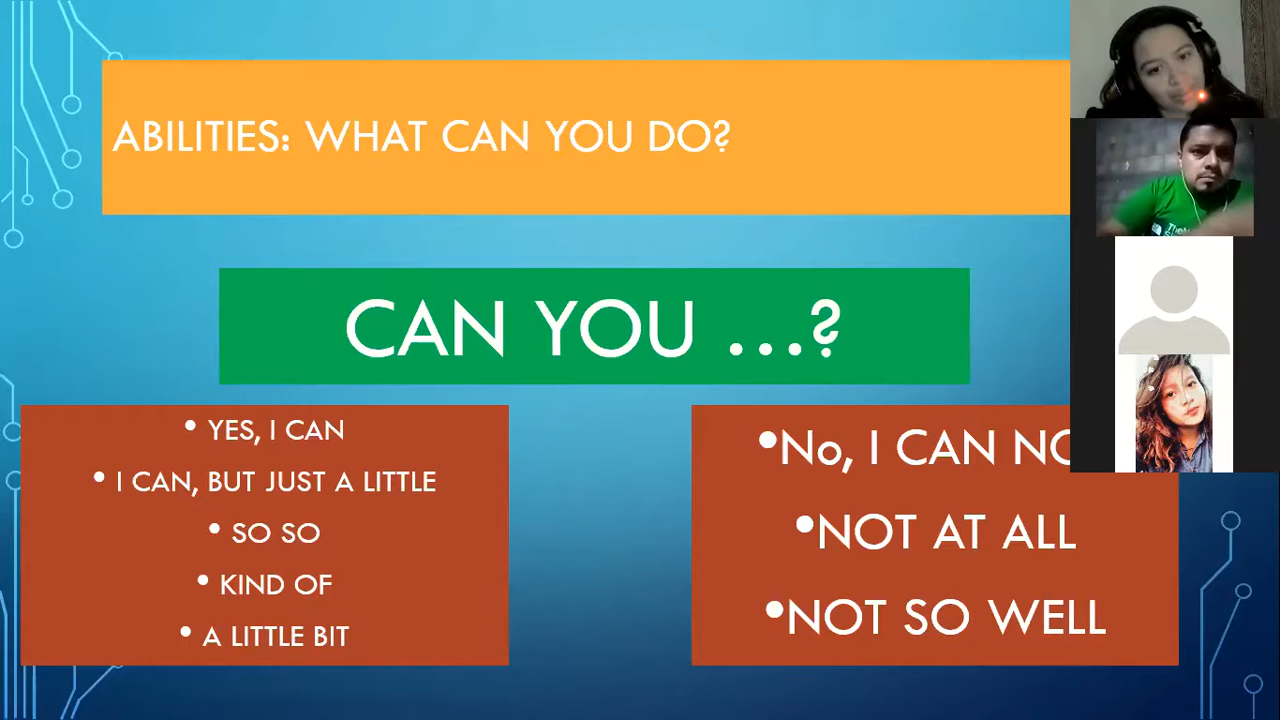 ABILITIES: WHAT CAN YOU DO?
CAN YOU ...?
• YES, I CAN
• I CAN, BUT JUST A LITTLE
• SO SO
• KIND OF
• A LITTLE BIT
•No, I CAN
•NOT AT ALL
•NOT SO WELL